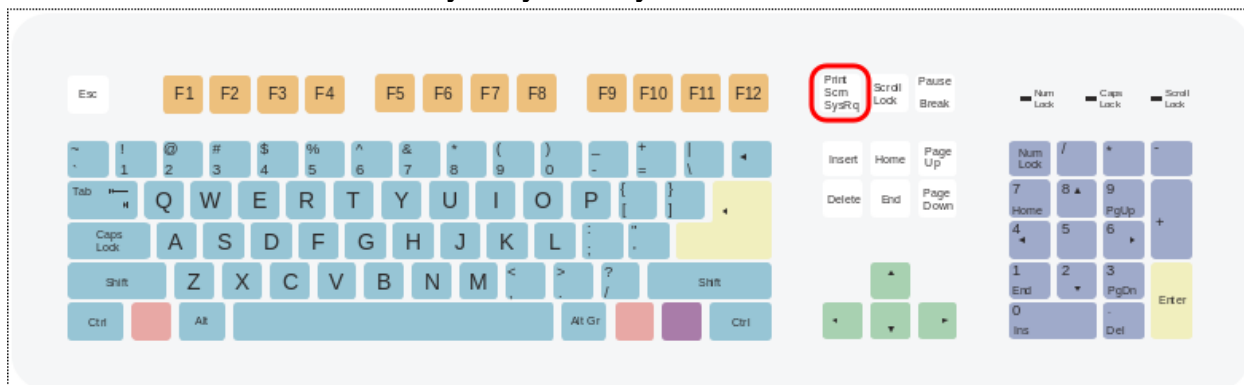 Esc F1 F2 F3 F4 F5 F6 F7 F8 F9 F10 F11 F12
Print
Scrn
SysRq
Scroll
Lock
Pause
Break
Num
Lock
Caps
Lock
Scroll
Lock
~ ! @ # $ % ^ & * ( ) _ + |
` 1 2 3 4 5 6 7 8 9 0 - = \
Insert Home Page
Up
Num
Lock
/ * -
Tab Q W E R T Y U I O P { }
[ ]
Delete End Page
Down
7 8 9
Home PgUp
+
Caps
Lock
A S D F G H J K L : "
; '
4 5 6
Shift Z X C V B N M < > ? Shift
, . /
1 2 3
End PgDn
Enter
Ctrl Alt Alt Gr Ctrl
0 .
Ins Del